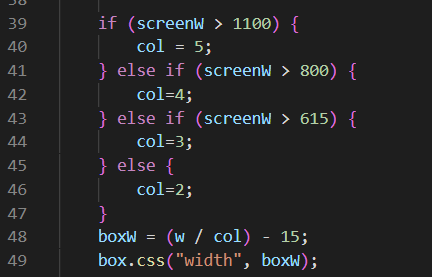 39 if (screenW > 1100) {
40 col = 5;
41 } else if (screenW > 800) {
42 col=4;
43 } else if (screenW > 615) {
44 col=3;
45 } else {
46 col=2;
47 }
48 boxW = (w / col) - 15;
49 box.css("width", boxW);